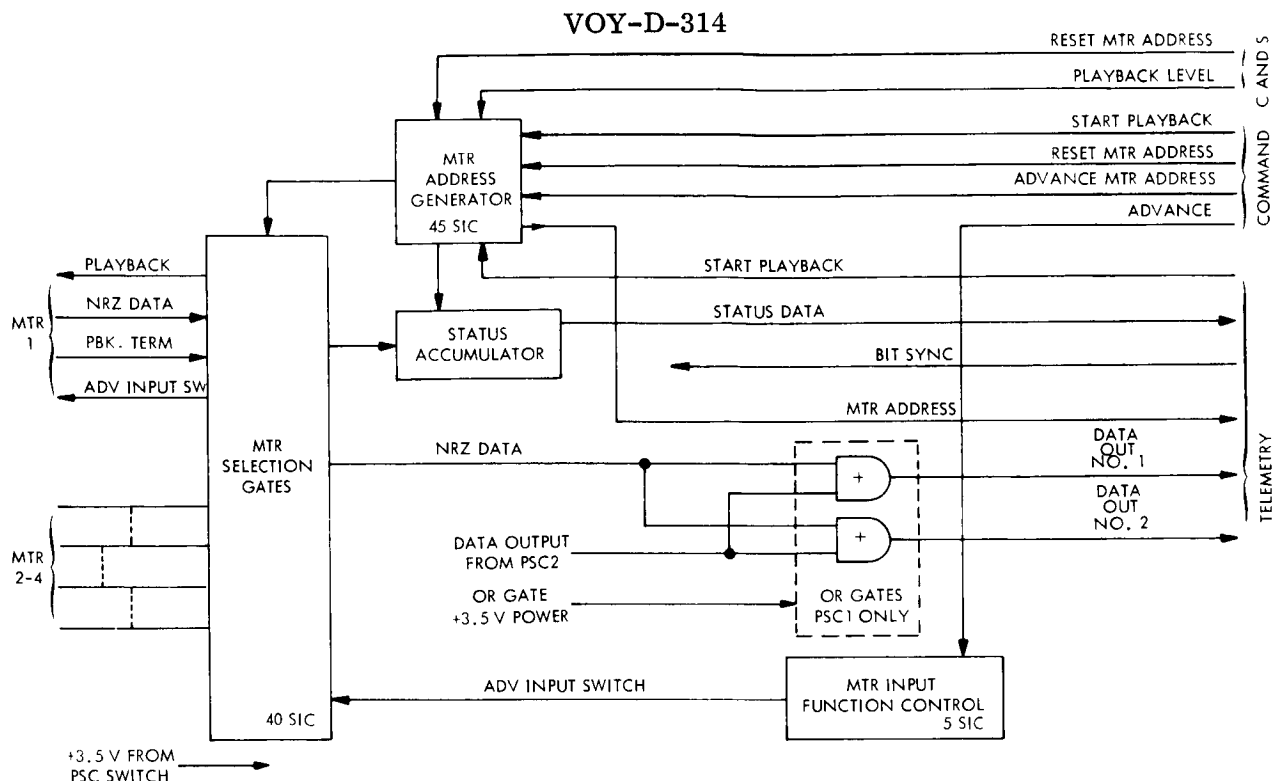 VOY-D-314
RESET MTR ADDRESS
PLAYBACK LEVEL
C AND S
START PLAYBACK
RESET MTR ADDRESS
ADVANCE MTR ADDRESS
ADVANCE
COMMAND
MTR
ADDRESS
GENERATOR
45 SIC
START PLAYBACK
PLAYBACK
NRZ DATA
MTR
1
PBK. TERM
ADV INPUT SW
STATUS
ACCUMULATOR
STATUS DATA
BIT SYNC
MTR ADDRESS
MTR
SELECTION
GATES
40 SIC
NRZ DATA
+
+
DATA
OUT
NO. 1
DATA
OUT
NO. 2
TELEMETRY
MTR
2-4
DATA OUTPUT
FROM PSC2
OR GATE
+3.5 V POWER
OR GATES
PSC1 ONLY
ADV INPUT SWITCH
MTR INPUT
FUNCTION CONTROL
5 SIC
+3.5 V FROM
PSC SWITCH